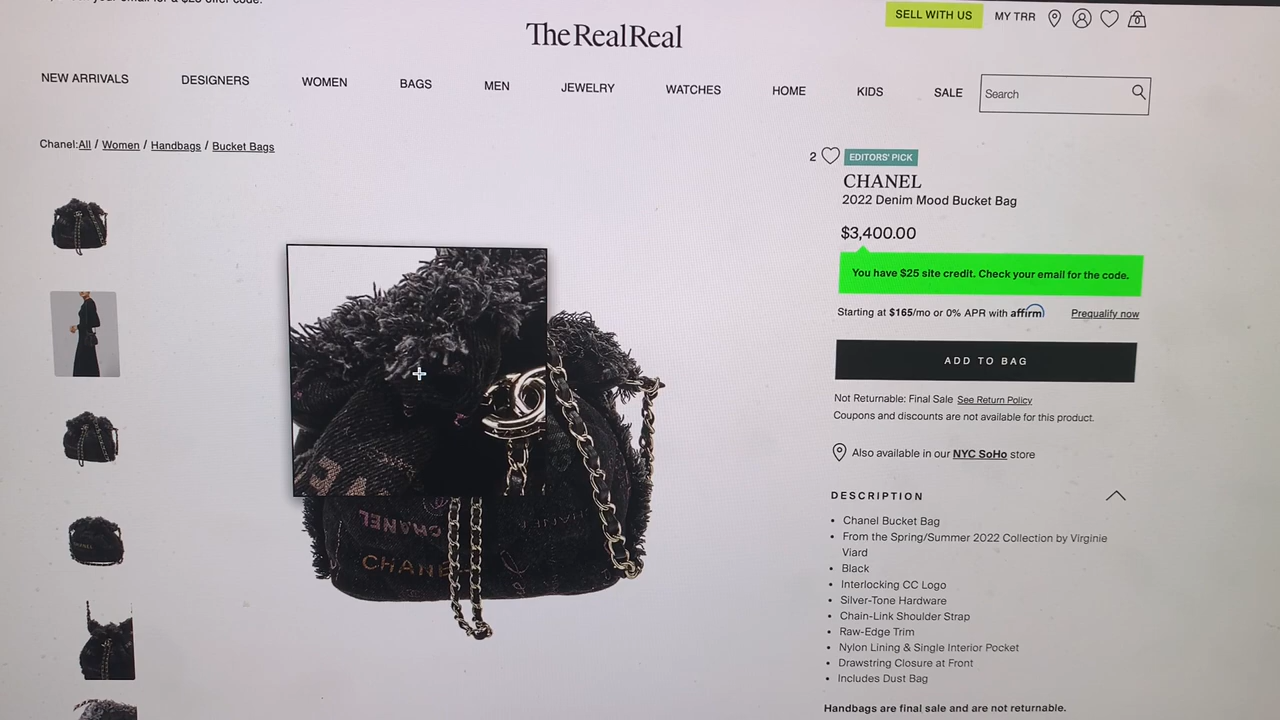 SELL WITH US
MY TRR
0
TheRealReal
NEW ARRIVALS
DESIGNERS
WOMEN
BAGS
MEN
JEWELRY
WATCHES
HOME
KIDS
SALE
Search
Chanel:All / Women / Handbags / Bucket Bags
2
EDITORS' PICK
CHANEL
2022 Denim Mood Bucket Bag
$3,400.00
You have $25 site credit. Check your email for the code.
Starting at $165/mo or 0% APR with affirm
Prequalify now
ADD TO BAG
Not Returnable: Final Sale See Return Policy
Coupons and discounts are not available for this product.
Also available in our NYC SoHo store
DESCRIPTION
• Chanel Bucket Bag
• From the Spring/Summer 2022 Collection by Virginie
Viard
• Black
• Interlocking CC Logo
• Silver-Tone Hardware
• Chain-Link Shoulder Strap
• Raw-Edge Trim
• Nylon Lining & Single Interior Pocket
• Drawstring Closure at Front
• Includes Dust Bag
Handbags are final sale and are not returnable.
CHANEL
CHANEL
CHANEL